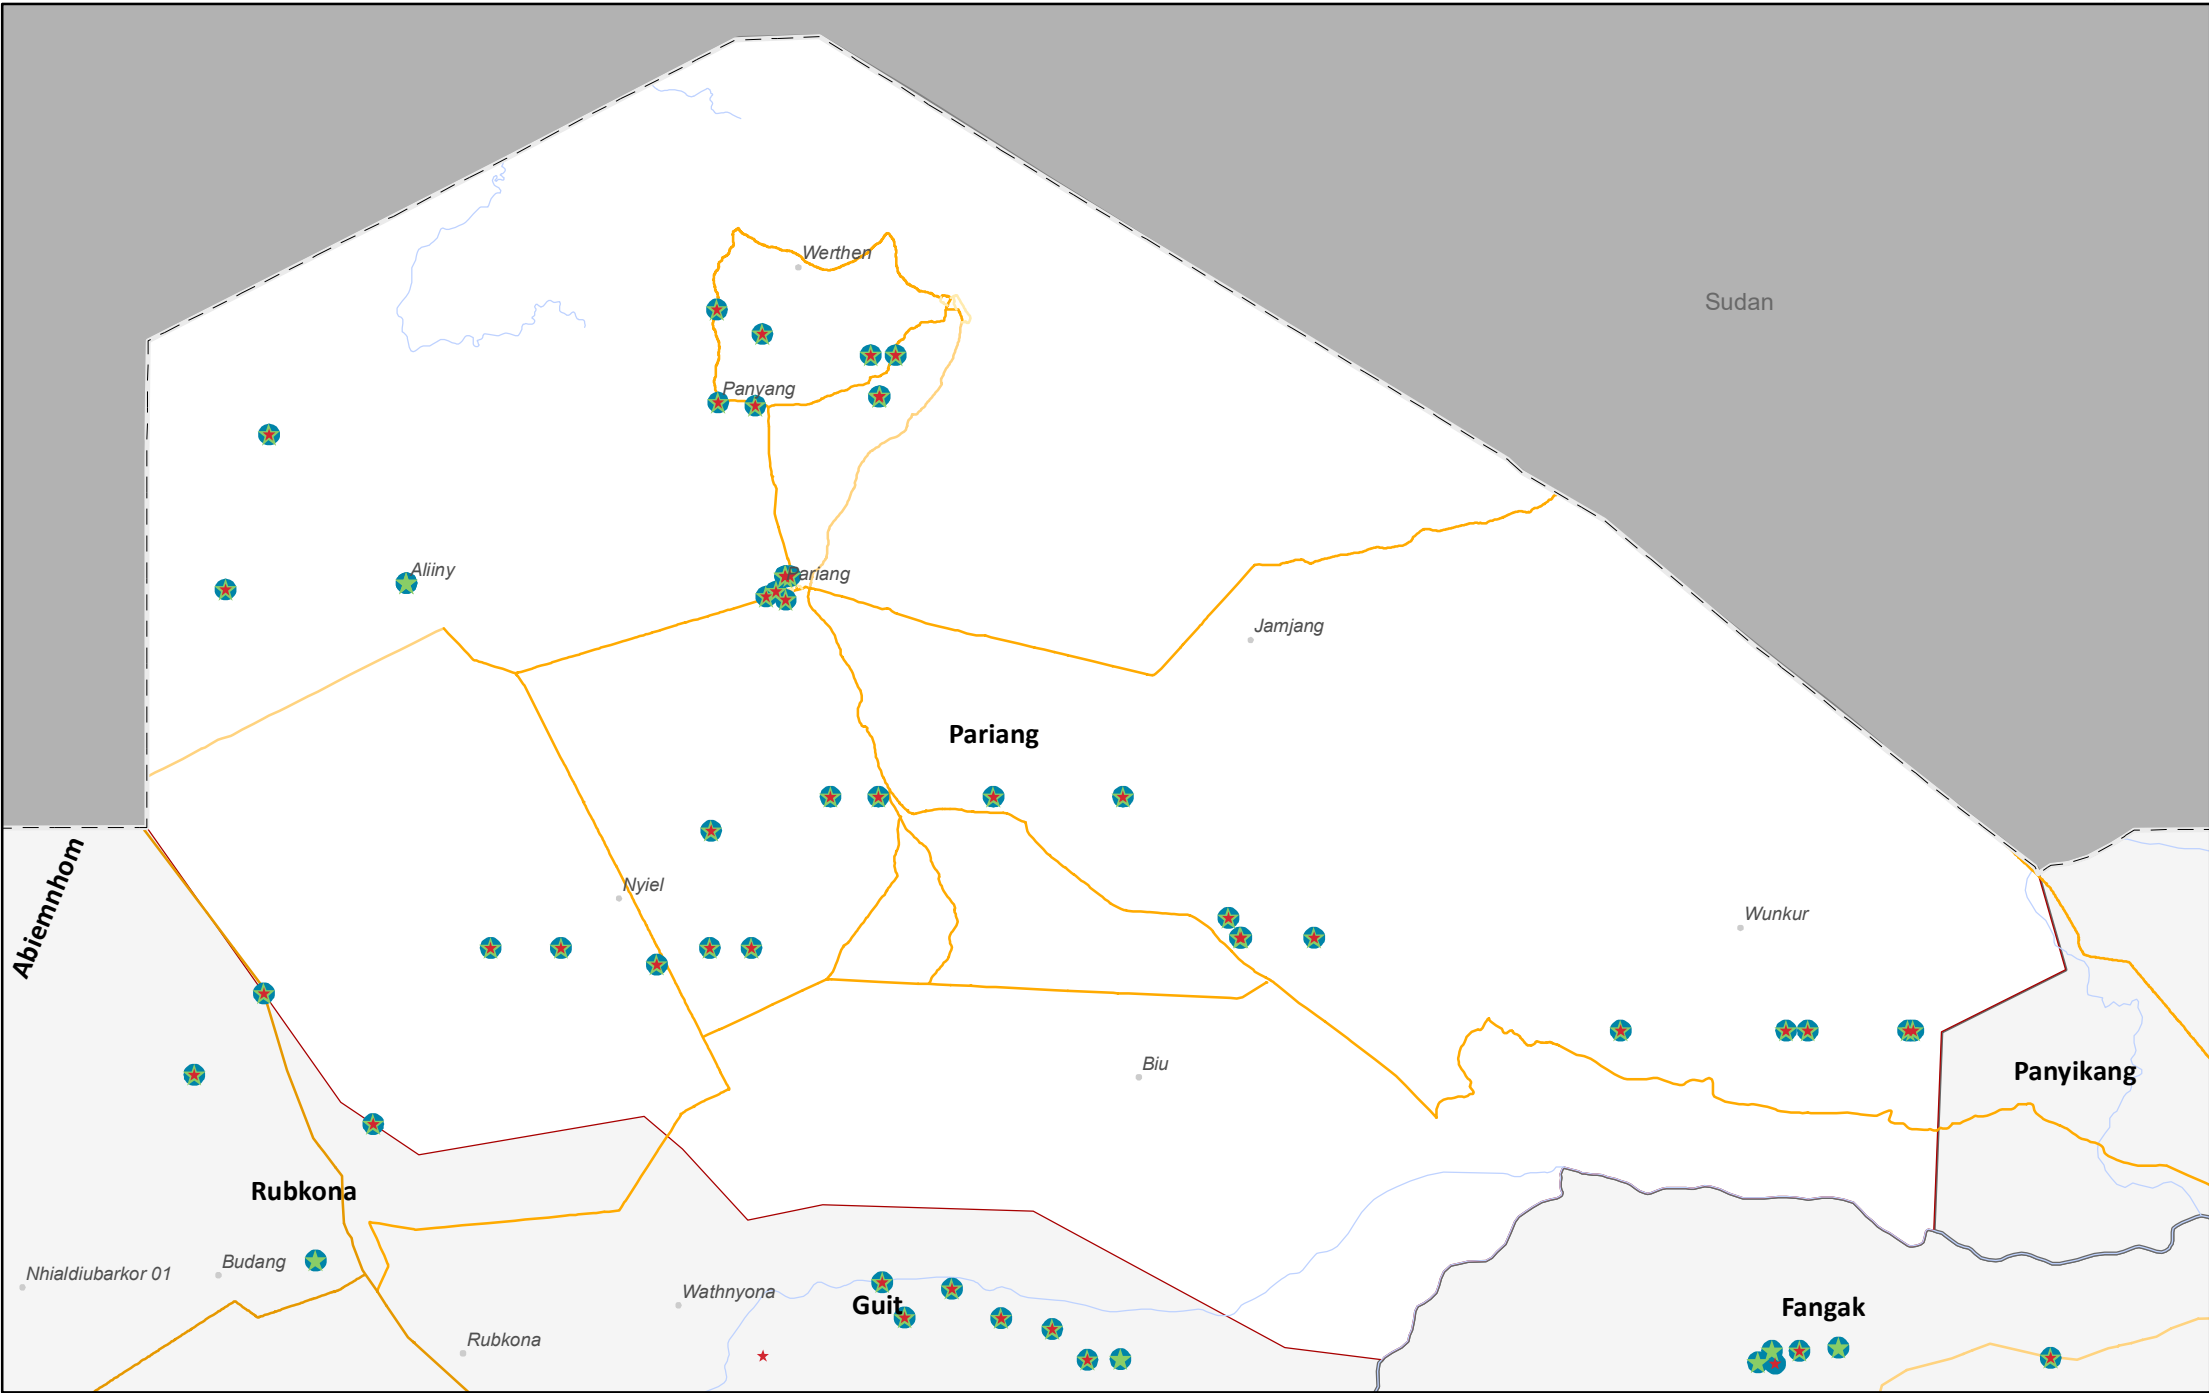 Werthen
Sudan
Panyang
Aliiny
Pariang
Jamjang
Pariang
Abiemnhom
Nyiel
Wunkur
Biu
Panyikang
Rubkona
Budang
Nhialdiubarkor 01
Wathnyona
Guit
Fangak
Rubkona